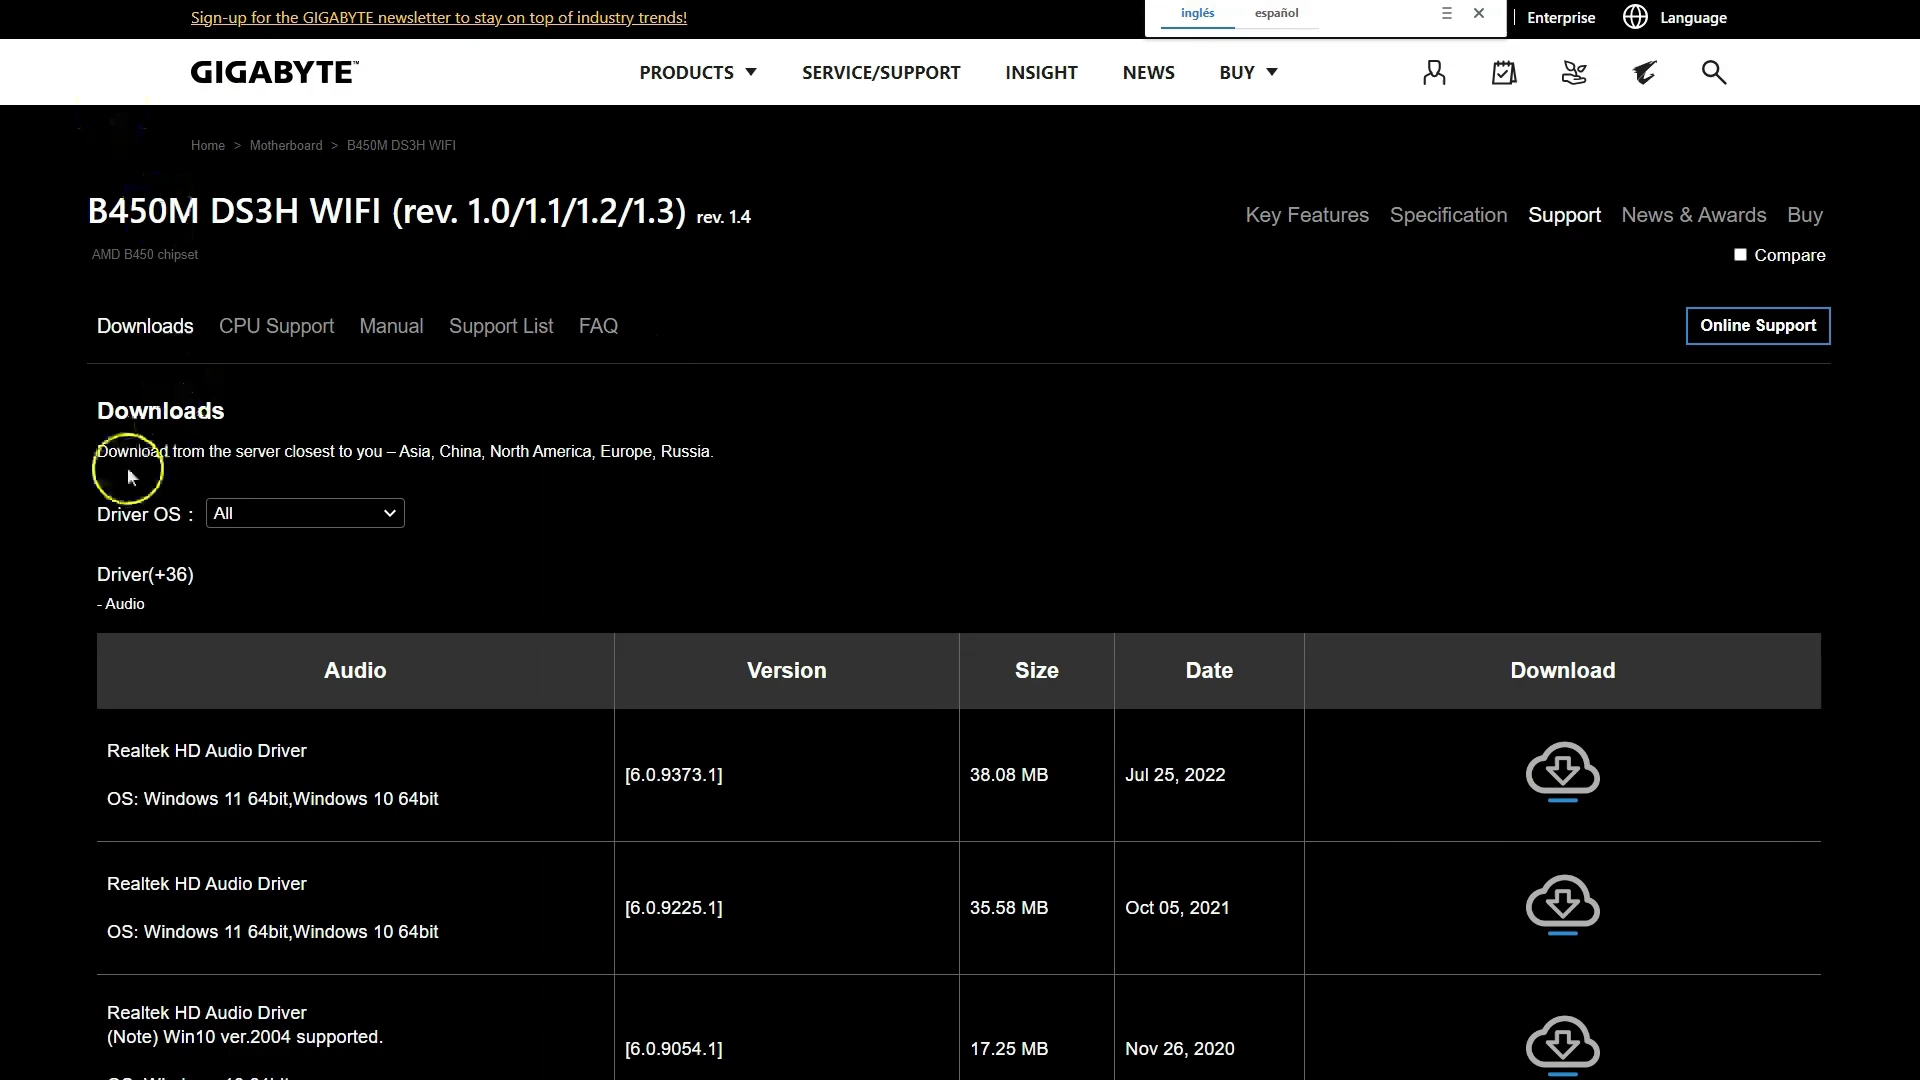 Sign-up for the GIGABYTE newsletter to stay on top of industry trends!
inglés español
Enterprise Language
GIGABYTE™
PRODUCTS SERVICE/SUPPORT INSIGHT NEWS BUY
Home > Motherboard > B450M DS3H WIFI
B450M DS3H WIFI (rev. 1.0/1.1/1.2/1.3) rev. 1.4
Key Features Specification Support News & Awards Buy
AMD B450 chipset
Compare
Downloads CPU Support Manual Support List FAQ
Online Support
Downloads
Download from the server closest to you – Asia, China, North America, Europe, Russia.
Driver OS : All
Driver(+36)
- Audio
Audio Version Size Date Download
Realtek HD Audio Driver
OS: Windows 11 64bit,Windows 10 64bit
[6.0.9373.1] 38.08 MB Jul 25, 2022
Realtek HD Audio Driver
OS: Windows 11 64bit,Windows 10 64bit
[6.0.9225.1] 35.58 MB Oct 05, 2021
Realtek HD Audio Driver
(Note) Win10 ver.2004 supported.
[6.0.9054.1] 17.25 MB Nov 26, 2020